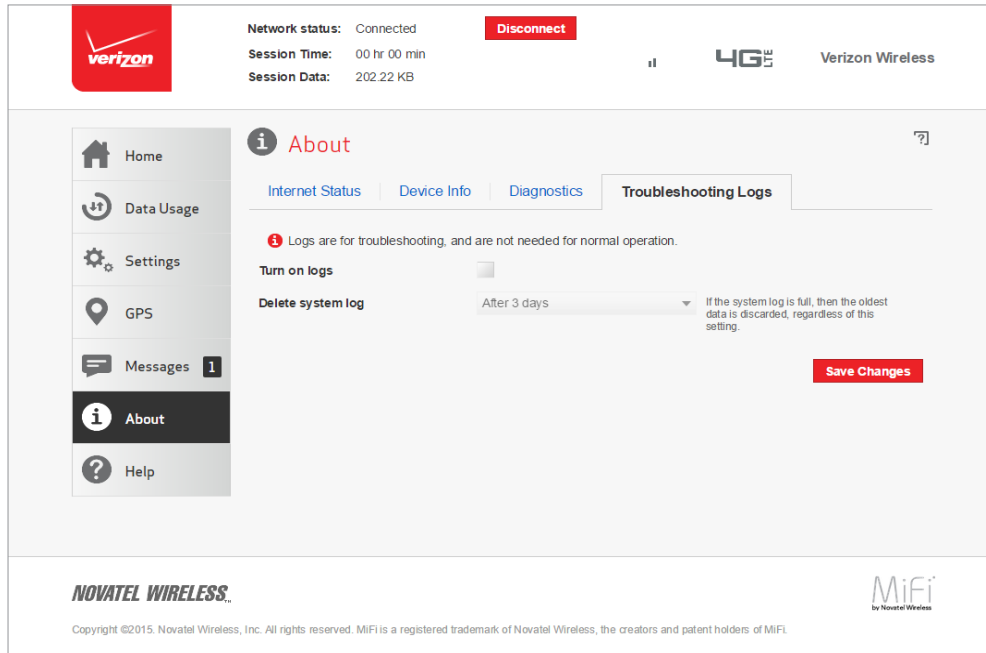 verizon
Network status: Connected
Disconnect
Session Time: 00 hr 00 min
Session Data: 202.22 KB
4G LTE
Verizon Wireless
Home
Data Usage
Settings
GPS
Messages 1
About
Help
i About
?
Internet Status
Device Info
Diagnostics
Troubleshooting Logs
i Logs are for troubleshooting, and are not needed for normal operation.
Turn on logs
Delete system log
After 3 days
If the system log is full, then the oldest
data is discarded, regardless of this
setting.
Save Changes
NOVATEL WIRELESS™
MiFi
by Novatel Wireless
Copyright ©2015. Novatel Wireless, Inc. All rights reserved. MiFi is a registered trademark of Novatel Wireless, the creators and patent holders of MiFi.